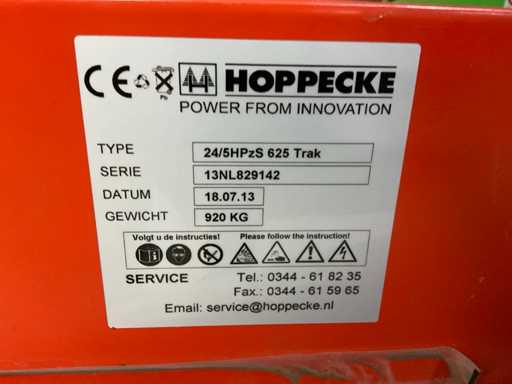 CE Pb HOPPECKE
POWER FROM INNOVATION
TYPE 24/5HPzS 625 Trak
SERIE 13NL829142
DATUM 18.07.13
GEWICHT 920 KG
Volgt u de instructies! Please follow the instruction!
SERVICE Tel.: 0344 - 61 82 35
Fax.: 0344 - 61 59 65
Email: service@hoppecke.nl